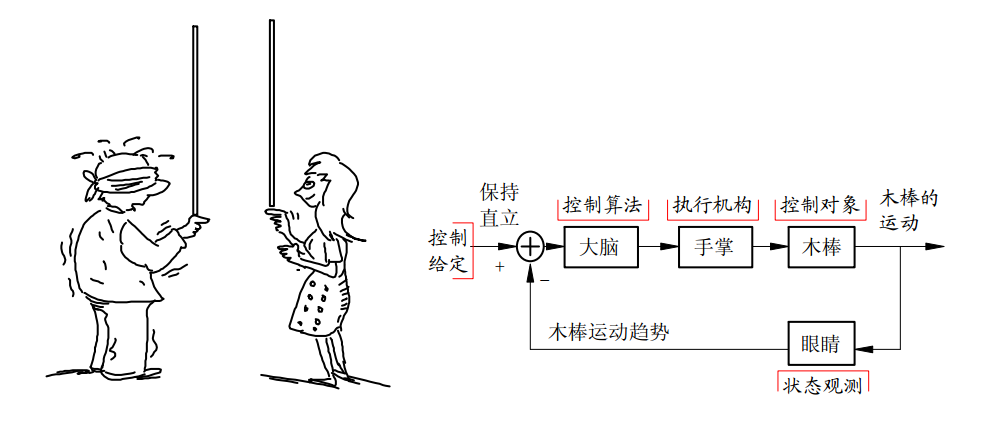 保持
直立
控制
给定
+
−
控制算法
大脑
执行机构
手掌
控制对象
木棒
木棒的
运动
木棒运动趋势
眼睛
状态观测